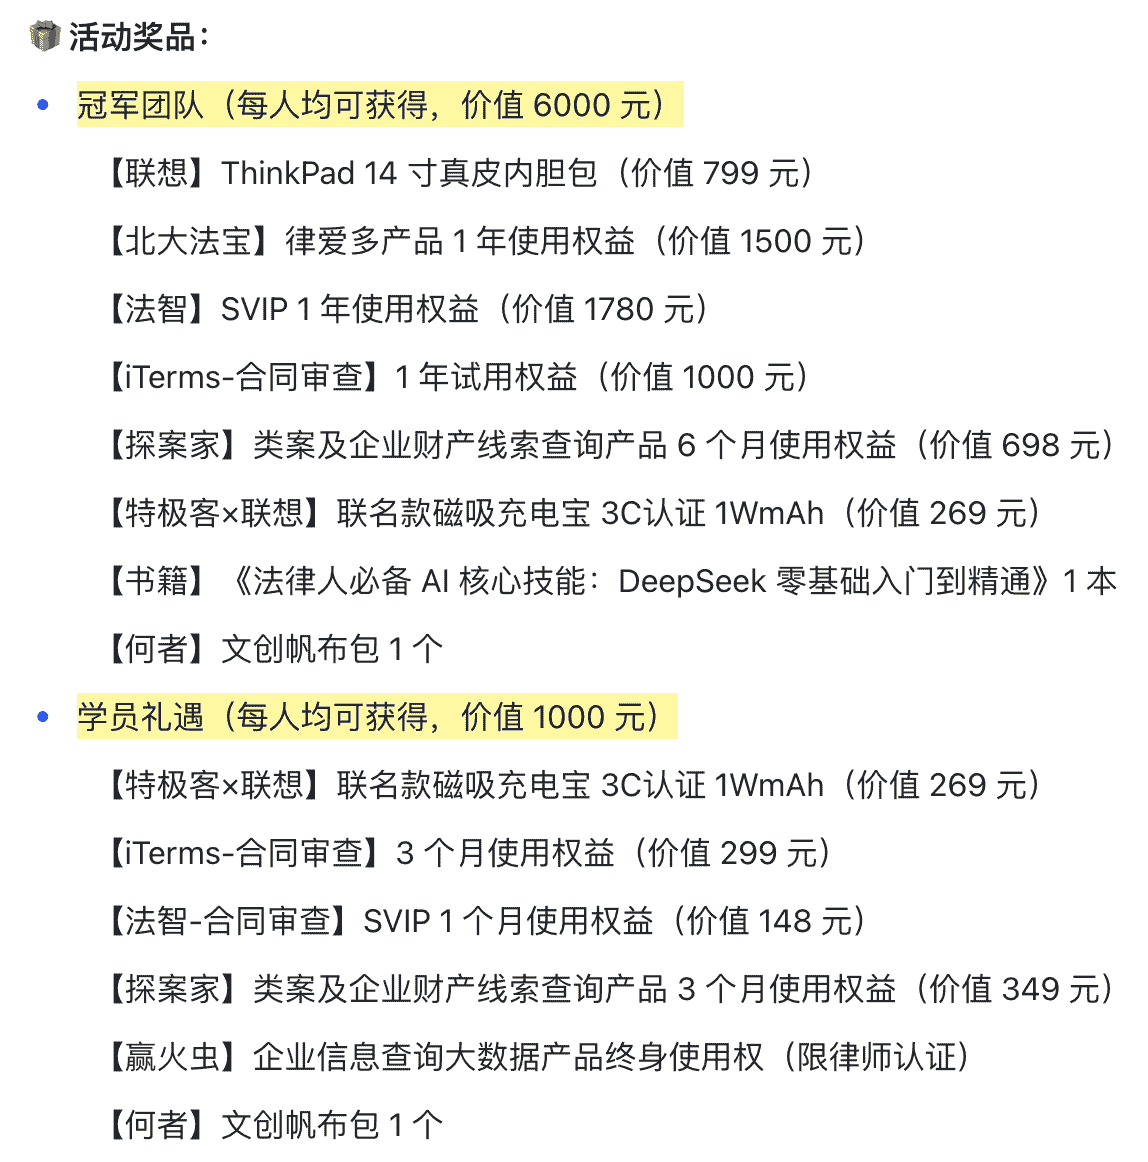 活动奖品：
冠军团队（每人均可获得，价值 6000 元）
【联想】ThinkPad 14 寸真皮内胆包（价值 799 元）
【北大法宝】律爱多产品 1 年使用权益（价值 1500 元）
【法智】SVIP 1 年使用权益（价值 1780 元）
【iTerms-合同审查】1 年试用权益（价值 1000 元）
【探案家】类案及企业财产线索查询产品 6 个月使用权益（价值 698 元）
【特极客×联想】联名款磁吸充电宝 3C认证 1WmAh（价值 269 元）
【书籍】《法律人必备 AI 核心技能：DeepSeek 零基础入门到精通》1 本
【何者】文创帆布包 1 个
学员礼遇（每人均可获得，价值 1000 元）
【特极客×联想】联名款磁吸充电宝 3C认证 1WmAh（价值 269 元）
【iTerms-合同审查】3 个月使用权益（价值 299 元）
【法智-合同审查】SVIP 1 个月使用权益（价值 148 元）
【探案家】类案及企业财产线索查询产品 3 个月使用权益（价值 349 元）
【赢火虫】企业信息查询大数据产品终身使用权（限律师认证）
【何者】文创帆布包 1 个